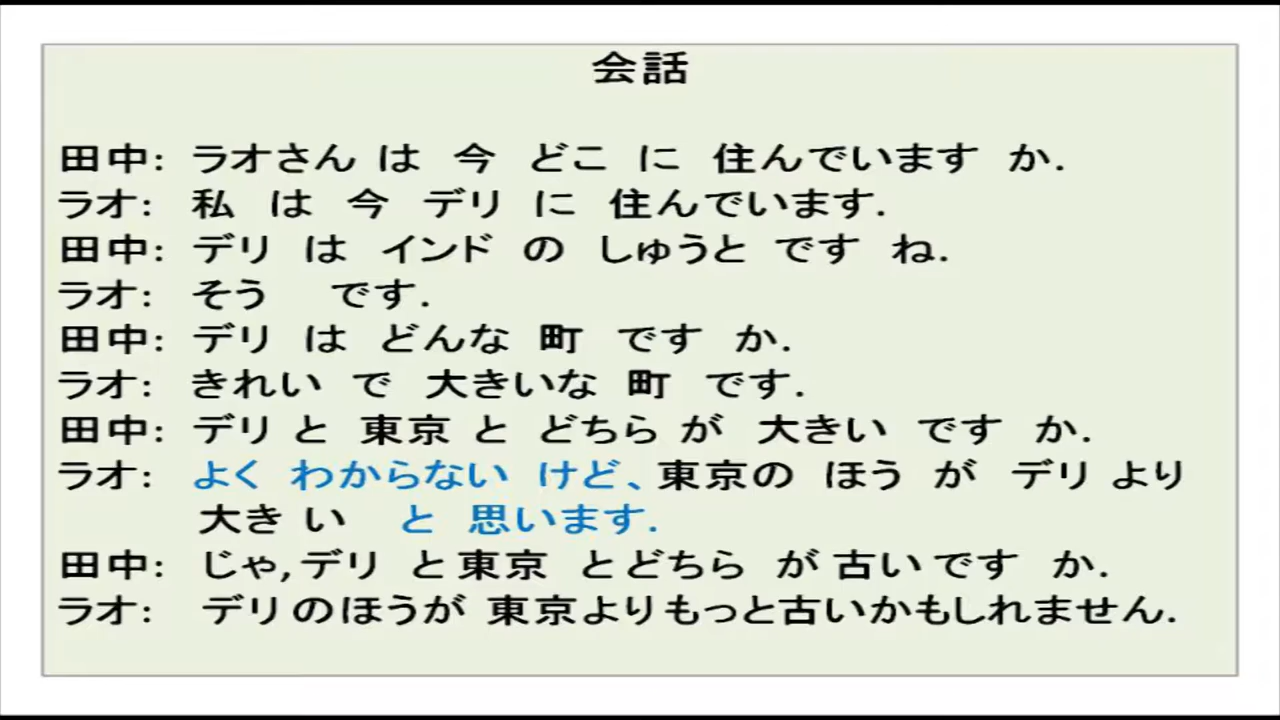 会話
田中: ラオさん は 今 どこ に 住んでいます か.
ラオ: 私 は 今 デリ に 住んでいます.
田中: デリ は インド の しゅうと です ね.
ラオ: そう です.
田中: デリ は どんな 町 です か.
ラオ: きれい で 大きいな 町 です.
田中: デリ と 東京 と どちら が 大きい です か.
ラオ: よく わからない けど、東京の ほう が デリ より
大き い と 思います.
田中: じゃ,デリ と東京 とどちら が 古いです か.
ラオ: デリのほうが 東京よりもっと古いかもしれません.